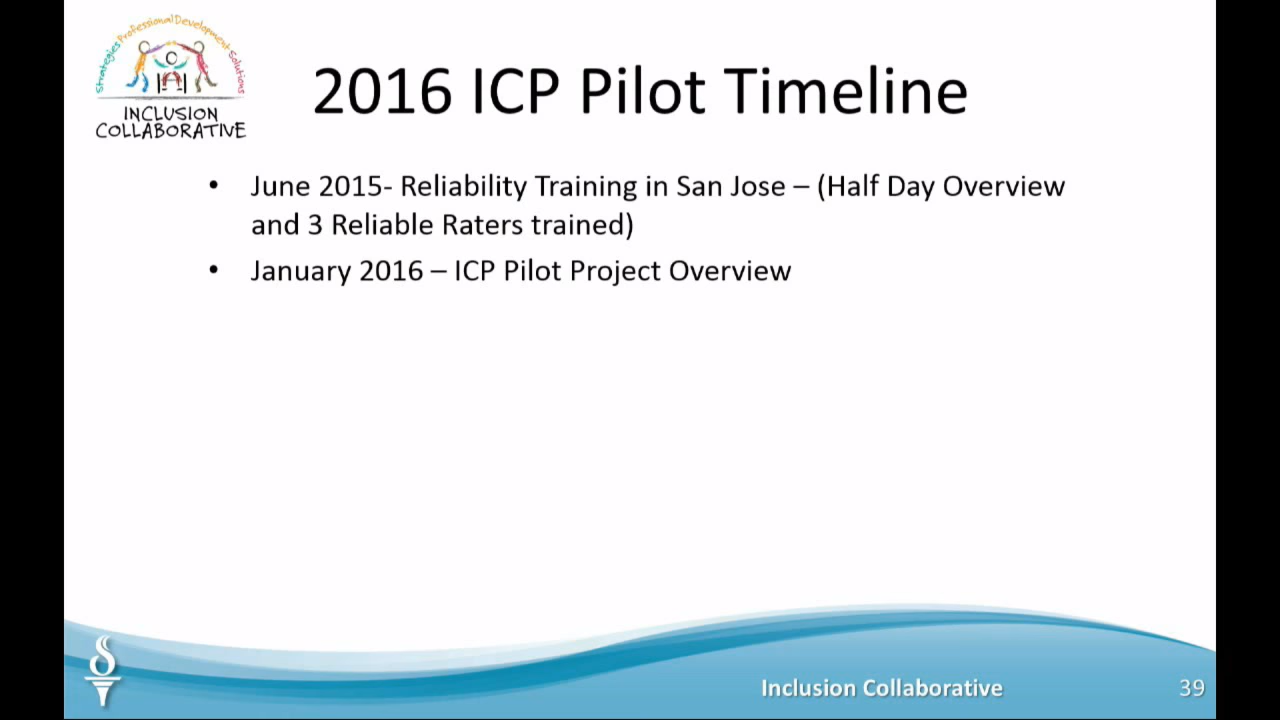 Strategies Professional Development Solutions
INCLUSION
COLLABORATIVE
2016 ICP Pilot Timeline
• June 2015- Reliability Training in San Jose – (Half Day Overview
and 3 Reliable Raters trained)
• January 2016 – ICP Pilot Project Overview
Inclusion Collaborative
39